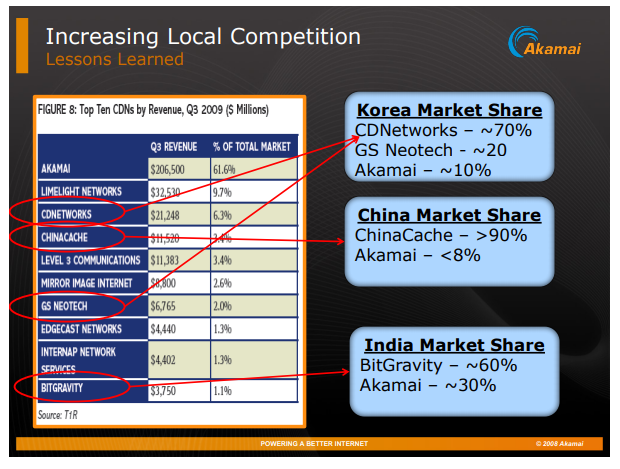 Increasing Local Competition
Lessons Learned
Akamai
FIGURE 8: Top Ten CDNs by Revenue, Q3 2009 ($ Millions)
Q3 REVENUE % OF TOTAL MARKET
AKAMAI $206,500 61.6%
LIMELIGHT NETWORKS $32,530 9.7%
CDNETWORKS $21,248 6.3%
CHINACACHE $11,520 3.4%
LEVEL 3 COMMUNICATIONS $11,383 3.4%
MIRROR IMAGE INTERNET $8,800 2.6%
GS NEOTECH $6,765 2.0%
EDGECAST NETWORKS $4,440 1.3%
INTERNAP NETWORK
SERVICES $4,402 1.3%
BITGRAVITY $3,750 1.1%
Source: T1R
Korea Market Share
CDNetworks – ~70%
GS Neotech - ~20
Akamai – ~10%
China Market Share
ChinaCache – >90%
Akamai – <8%
India Market Share
BitGravity – ~60%
Akamai – ~30%
POWERING A BETTER INTERNET
© 2008 Akamai